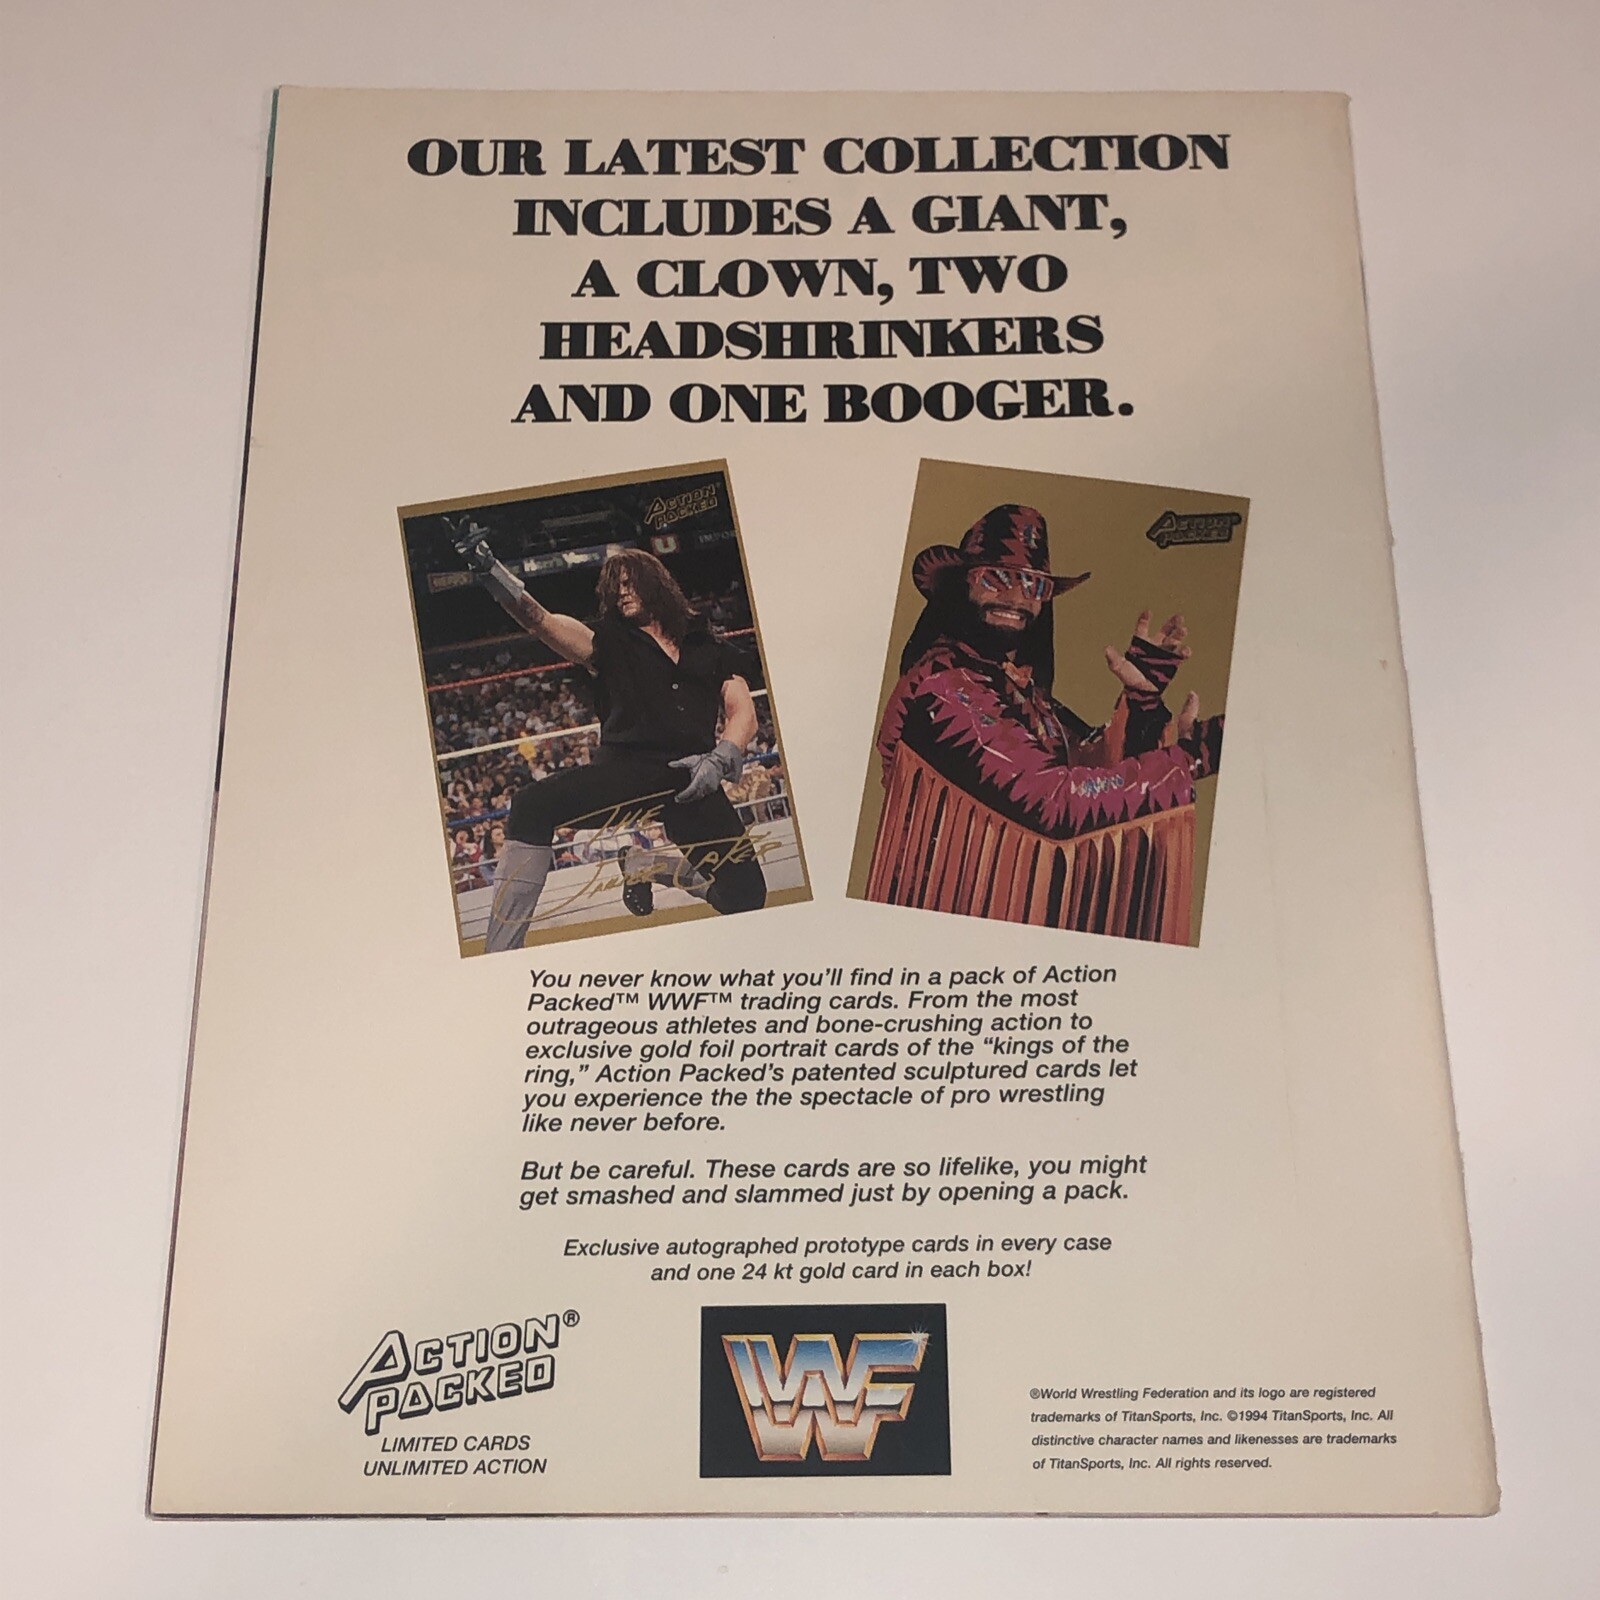 OUR LATEST COLLECTION
INCLUDES A GIANT,
A CLOWN, TWO
HEADSHRINKERS
AND ONE BOOGER.
ACTION
PACKED
U
THE
UNDERTAKER
ACTION
PACKED
You never know what you'll find in a pack of Action
Packed™ WWF™ trading cards. From the most
outrageous athletes and bone-crushing action to
exclusive gold foil portrait cards of the “kings of the
ring,” Action Packed's patented sculptured cards let
you experience the the spectacle of pro wrestling
like never before.
But be careful. These cards are so lifelike, you might
get smashed and slammed just by opening a pack.
Exclusive autographed prototype cards in every case
and one 24 kt gold card in each box!
ACTION®
PACKED
LIMITED CARDS
UNLIMITED ACTION
WWF
®World Wrestling Federation and its logo are registered
trademarks of TitanSports, Inc. ©1994 TitanSports, Inc. All
distinctive character names and likenesses are trademarks
of TitanSports, Inc. All rights reserved.